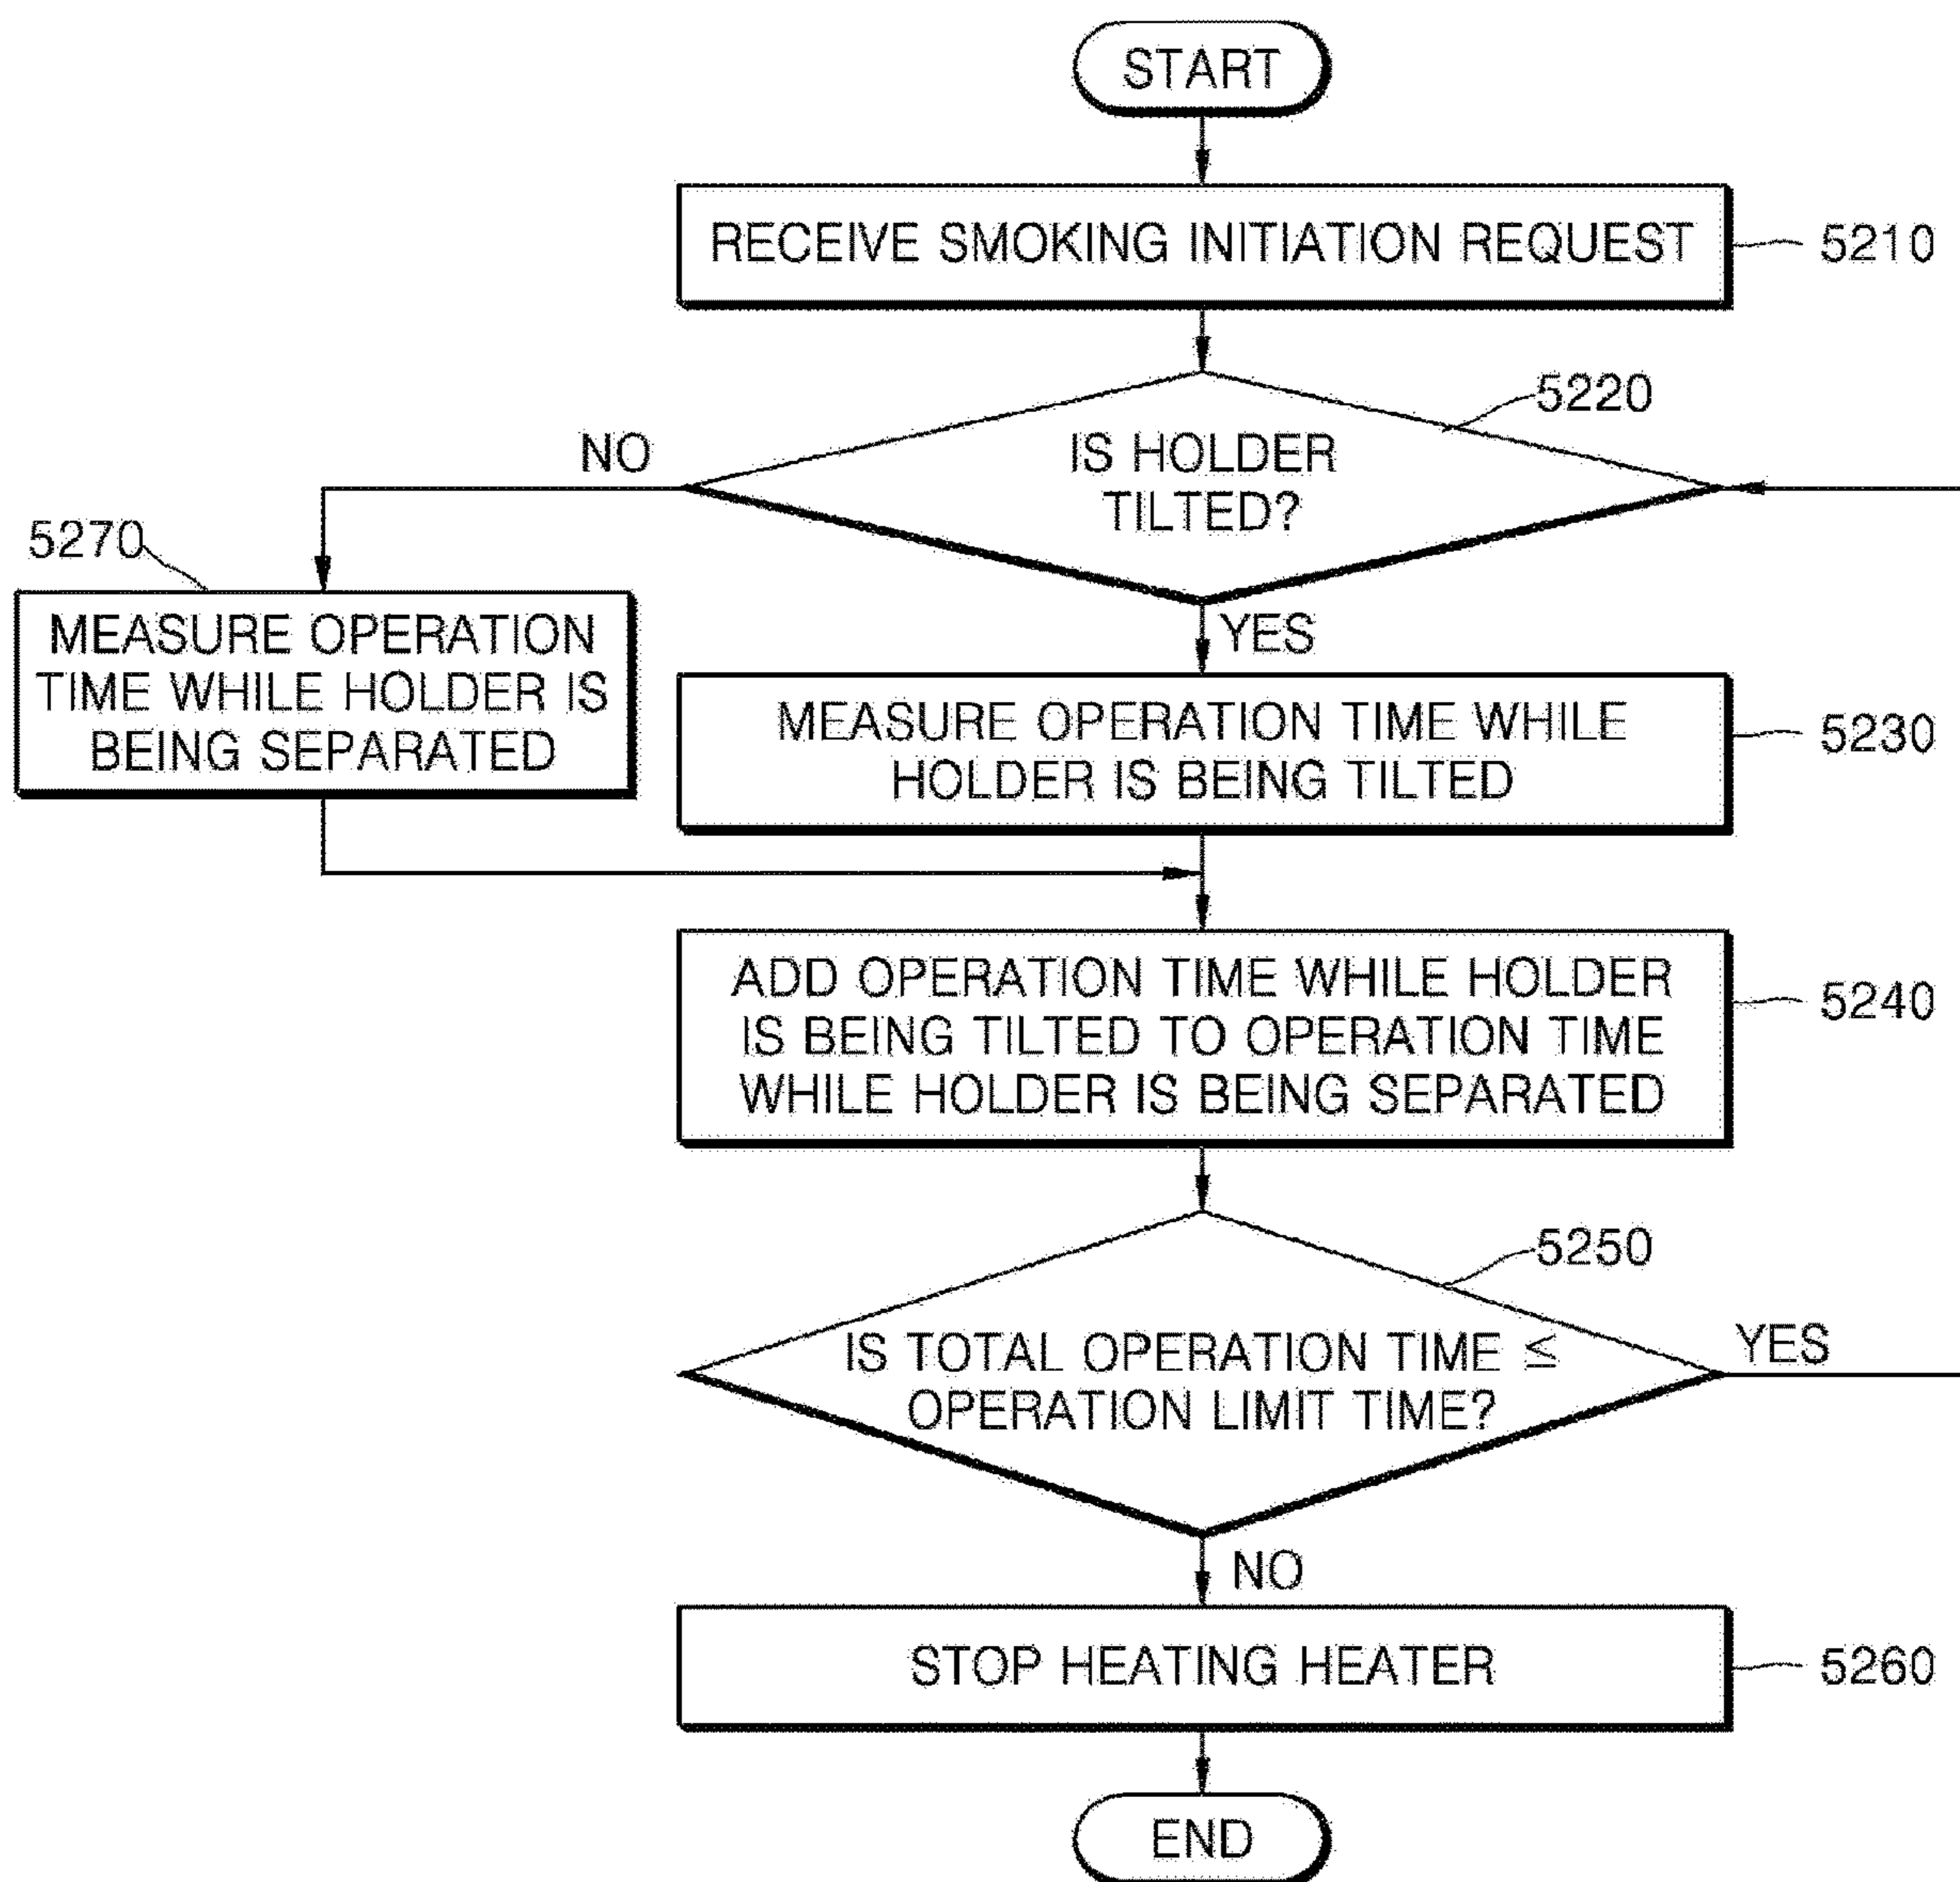 START
RECEIVE SMOKING INITIATION REQUEST
5210
5220
IS HOLDER
TILTED?
NO
YES
5270
MEASURE OPERATION
TIME WHILE HOLDER IS
BEING SEPARATED
MEASURE OPERATION TIME WHILE
HOLDER IS BEING TILTED
5230
ADD OPERATION TIME WHILE HOLDER
IS BEING TILTED TO OPERATION TIME
WHILE HOLDER IS BEING SEPARATED
5240
5250
IS TOTAL OPERATION TIME ≤
OPERATION LIMIT TIME?
YES
NO
STOP HEATING HEATER
5260
END